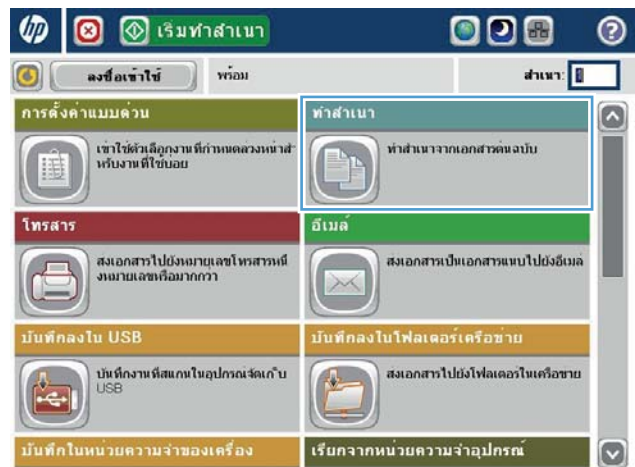 hp เริ่มทำสำเนา ?
ลงชื่อเข้าใช้ พร้อม สำเนา: 1
การตั้งค่าแบบด่วน
เข้าใช้ตัวเลือกงานที่กำหนดล่วงหน้าสำ
หรับงานที่ใช้บ่อย
ทำสำเนา
ทำสำเนาจากเอกสารต้นฉบับ
โทรสาร
ส่งเอกสารไปยังหมายเลขโทรสารหนึ่
งหมายเลขหรือมากกว่า
อีเมล์
ส่งเอกสารเป็นเอกสารแนบไปยังอีเมล
บันทึกลงใน USB
บันทึกงานที่สแกนในอุปกรณ์จัดเก็บ
USB
บันทึกลงในโฟลเดอร์เครือข่าย
ส่งเอกสารไปยังโฟลเดอร์ในเครือข่าย
บันทึกในหน่วยความจำของเครื่อง
เรียกจากหน่วยความจำอุปกรณ์